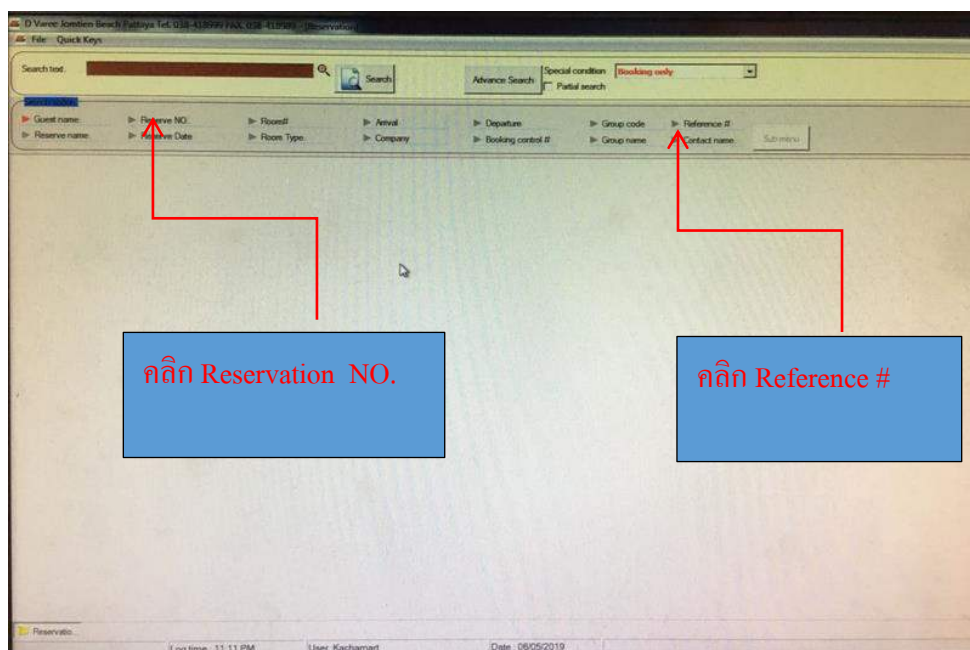 D Varee Jomtien Beach Pattaya Tel. 038-418999 FAX. 038-418989 - [Reservation]
File Quick Keys
Search text.
Search
Advance Search
Special condition Booking only
Partial search
Search option
Guest name. Reserve NO. Room# Arrival Departure Group code Reference #
Reserve name. Reserve Date Room Type. Company Booking control # Group name Contact name. Sub menu
คลิก Reservation NO.
คลิก Reference #
Reservatio...
Log time 11:11 PM User Kachamart Date 06/05/2019